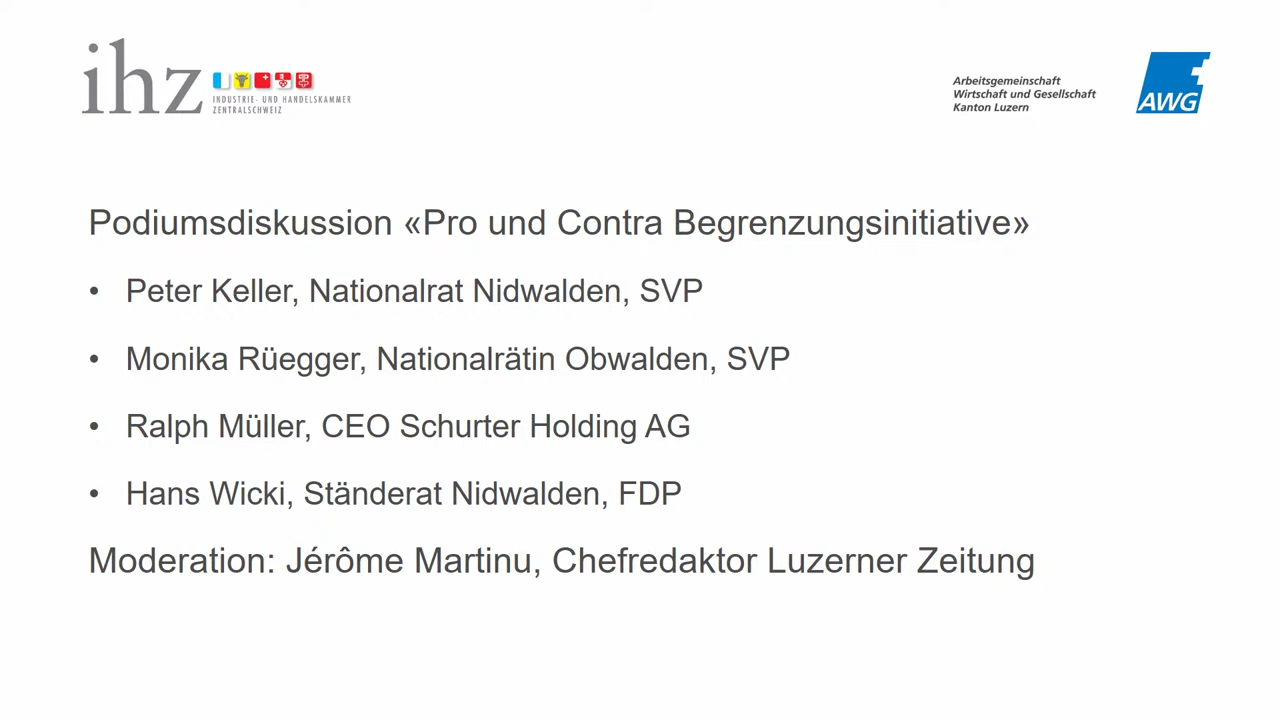 ihz
INDUSTRIE- UND HANDELSKAMMER
ZENTRALSCHWEIZ
Arbeitsgemeinschaft
Wirtschaft und Gesellschaft
Kanton Luzern
AWG
Podiumsdiskussion «Pro und Contra Begrenzungsinitiative»
• Peter Keller, Nationalrat Nidwalden, SVP
• Monika Rüegger, Nationalrätin Obwalden, SVP
• Ralph Müller, CEO Schurter Holding AG
• Hans Wicki, Ständerat Nidwalden, FDP
Moderation: Jérôme Martinu, Chefredaktor Luzerner Zeitung